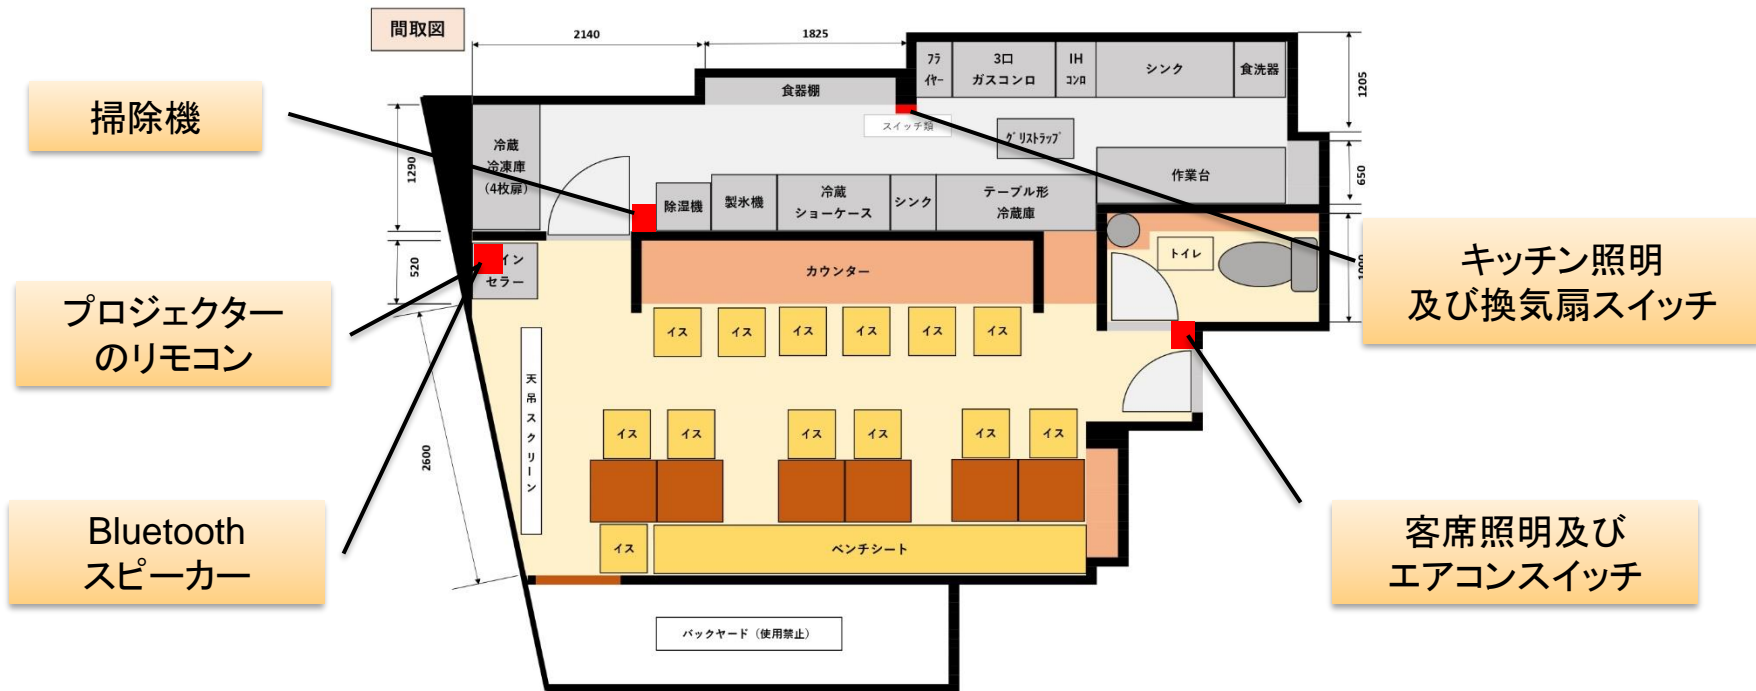 間取図
2140
1825
1205
650
1000
1290
520
2600
掃除機
プロジェクター
のリモコン
Bluetooth
スピーカー
キッチン照明
及び換気扇スイッチ
客席照明及び
エアコンスイッチ
食器棚
スイッチ類
フラ
イヤー
3口
ガスコンロ
IH
コンロ
シンク
食洗器
グリストラップ
作業台
冷蔵
冷凍庫
(4枚扉)
除湿機
製氷機
冷蔵
ショーケース
シンク
テーブル形
冷蔵庫
イン
セラー
カウンター
トイレ
イス
イス
イス
イス
イス
イス
天吊スクリーン
イス
イス
イス
イス
イス
イス
イス
ベンチシート
バックヤード（使用禁止）